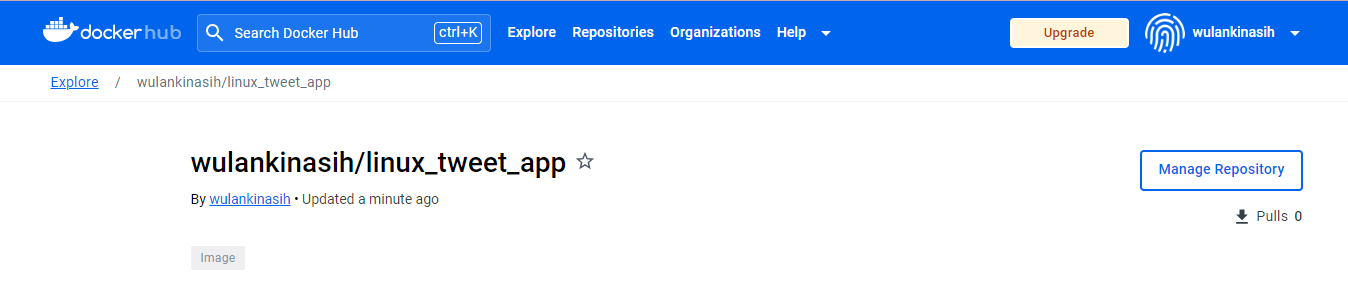 docker hub Search Docker Hub ctrl+K Explore Repositories Organizations Help Upgrade wulankinasih
Explore / wulankinasih/linux_tweet_app
wulankinasih/linux_tweet_app
Manage Repository
By wulankinasih • Updated a minute ago
Pulls 0
Image